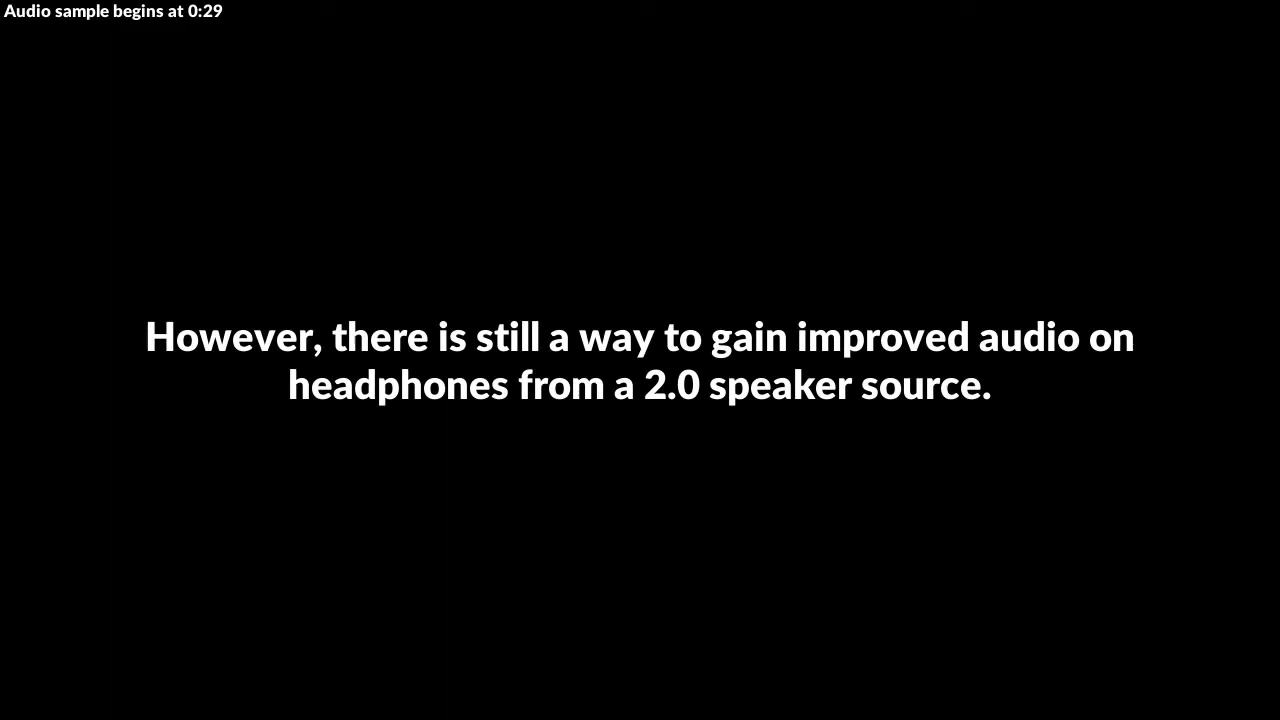 Audio sample begins at 0:29
However, there is still a way to gain improved audio on
headphones from a 2.0 speaker source.